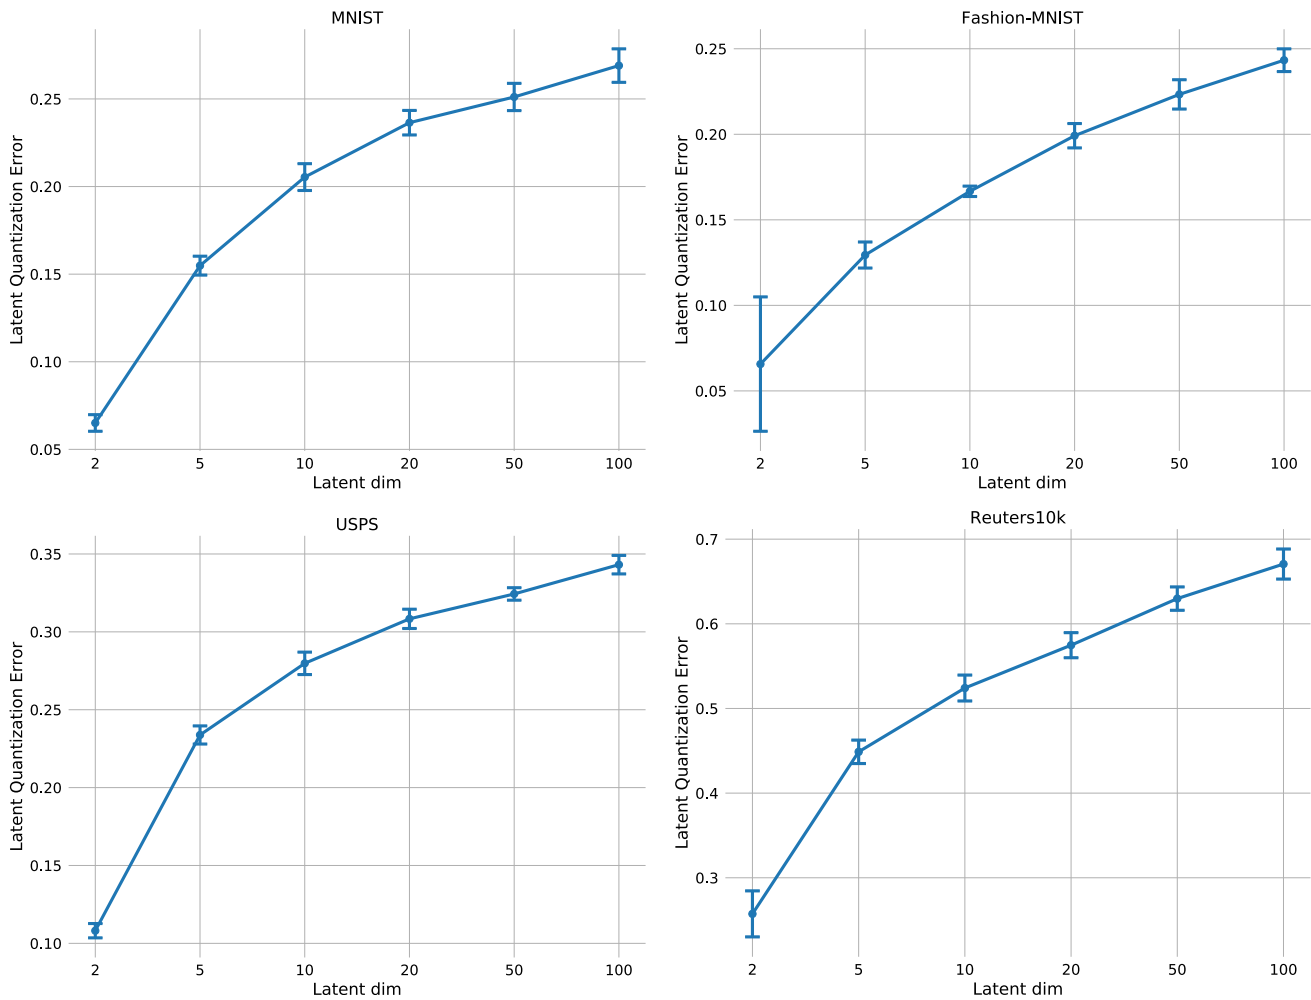 MNIST
Latent Quantization Error
0.25
0.20
0.15
0.10
0.05
2 5 10 20 50 100
Latent dim
Fashion-MNIST
Latent Quantization Error
0.25
0.20
0.15
0.10
0.05
2 5 10 20 50 100
Latent dim
USPS
Latent Quantization Error
0.35
0.30
0.25
0.20
0.15
0.10
2 5 10 20 50 100
Latent dim
Reuters10k
Latent Quantization Error
0.7
0.6
0.5
0.4
0.3
2 5 10 20 50 100
Latent dim